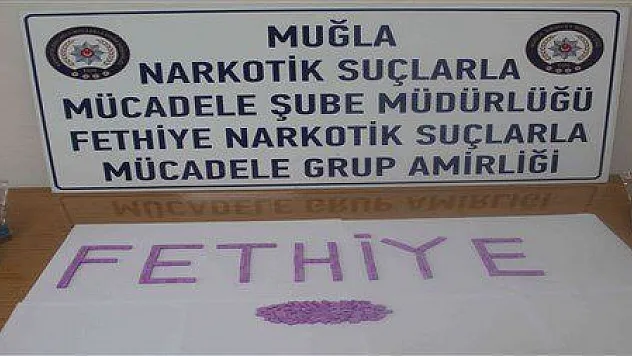 MUĞLA
NARKOTİK SUÇLARLA
MÜCADELE ŞUBE MÜDÜRLÜĞÜ
FETHİYE NARKOTİK SUÇLARLA
MÜCADELE GRUP AMİRLİĞİ
FETHİYE